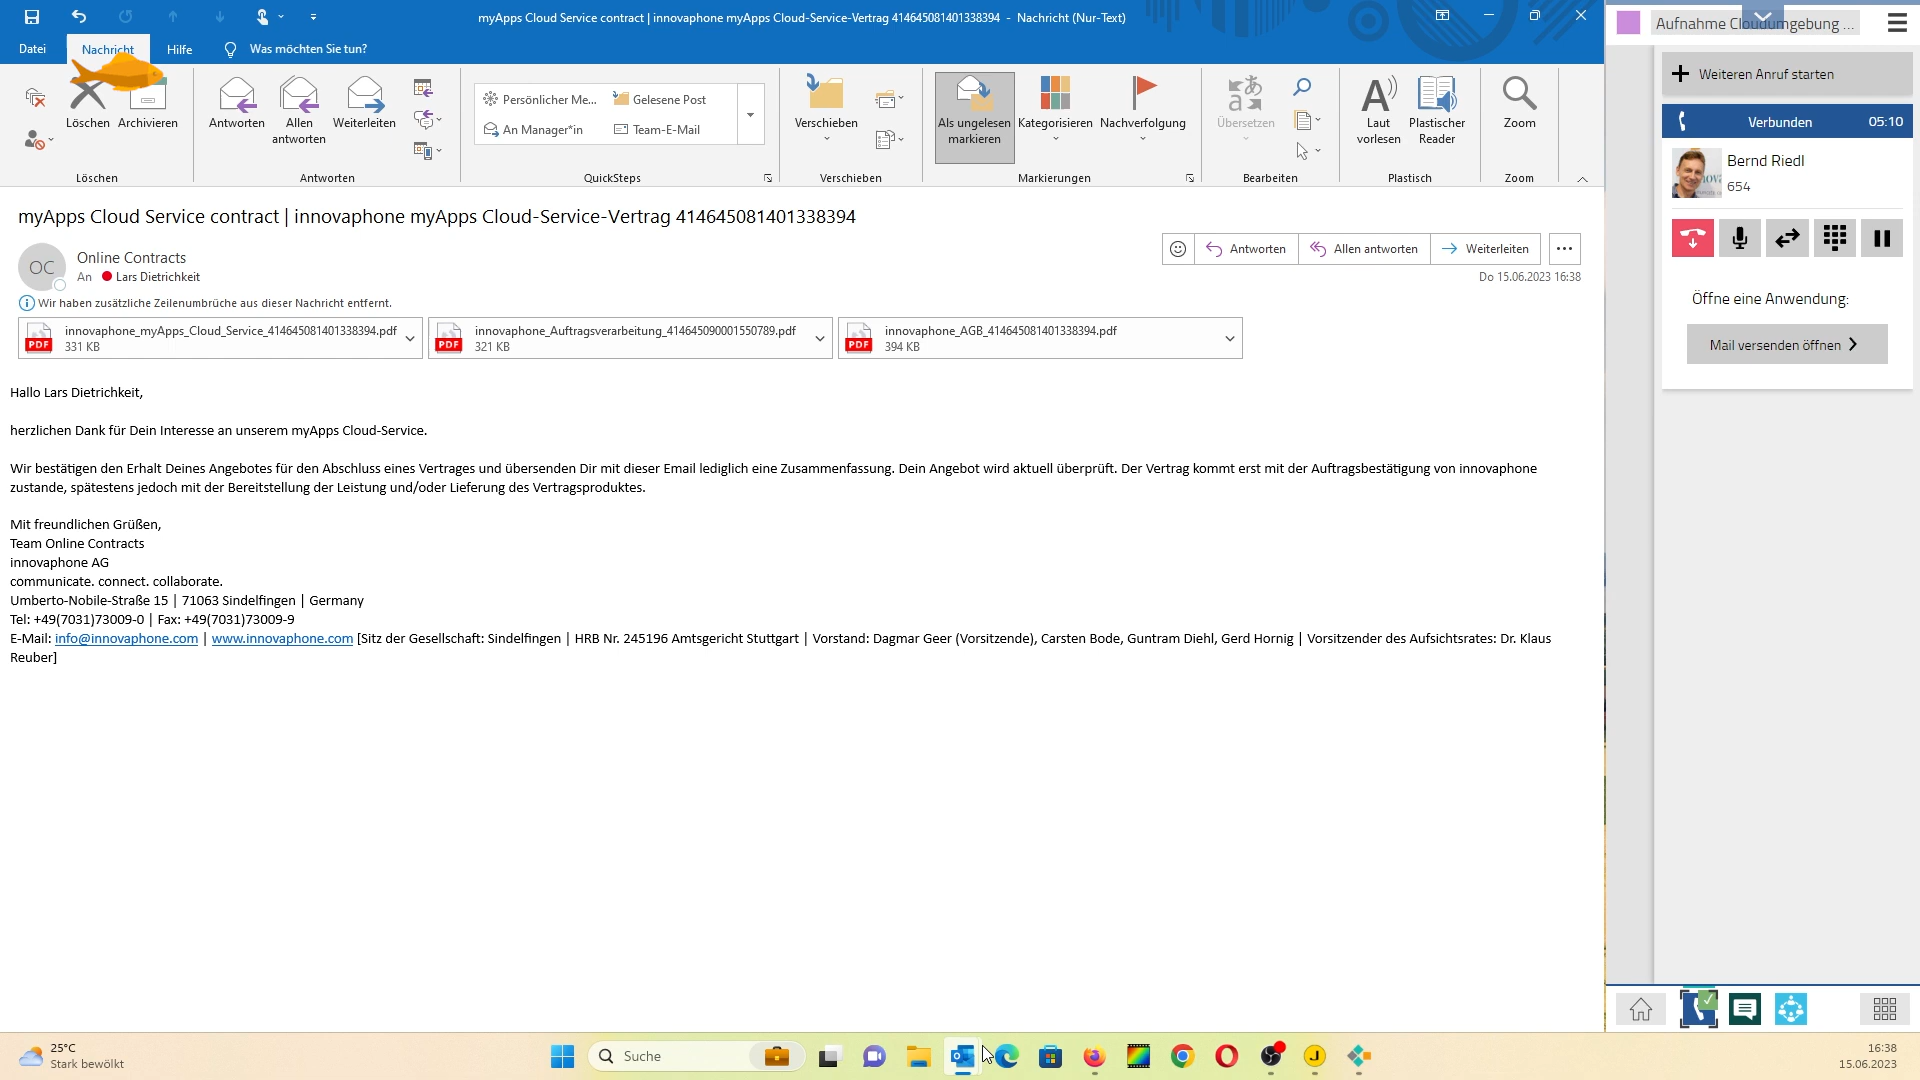 myApps Cloud Service contract | innovaphone myApps Cloud-Service-Vertrag 414645081401338394 - Nachricht (Nur-Text)
Datei
Nachricht
Hilfe
Was möchten Sie tun?
Löschen
Archivieren
Löschen
Antworten
Allen antworten
Weiterleiten
Antworten
Persönlicher Me...
Gelesene Post
An Manager*in
Team-E-Mail
QuickSteps
Verschieben
Verschieben
Als ungelesen markieren
Kategorisieren
Nachverfolgung
Markierungen
Übersetzen
Bearbeiten
Laut vorlesen
Plastischer Reader
Plastisch
Zoom
Zoom
myApps Cloud Service contract | innovaphone myApps Cloud-Service-Vertrag 414645081401338394
OC
Online Contracts
An Lars Dietrichkeit
Antworten
Allen antworten
Weiterleiten
Do 15.06.2023 16:38
Wir haben zusätzliche Zeilenumbrüche aus dieser Nachricht entfernt.
PDF
innovaphone_myApps_Cloud_Service_414645081401338394.pdf
331 KB
PDF
innovaphone_Auftragsverarbeitung_414645090001550789.pdf
321 KB
PDF
innovaphone_AGB_414645081401338394.pdf
394 KB
Hallo Lars Dietrichkeit,
herzlichen Dank für Dein Interesse an unserem myApps Cloud-Service.
Wir bestätigen den Erhalt Deines Angebotes für den Abschluss eines Vertrages und übersenden Dir mit dieser Email lediglich eine Zusammenfassung. Dein Angebot wird aktuell überprüft. Der Vertrag kommt erst mit der Auftragsbestätigung von innovaphone
zustande, spätestens jedoch mit der Bereitstellung der Leistung und/oder Lieferung des Vertragsproduktes.
Mit freundlichen Grüßen,
Team Online Contracts
innovaphone AG
communicate. connect. collaborate.
Umberto-Nobile-Straße 15 | 71063 Sindelfingen | Germany
Tel: +49(7031)73009-0 | Fax: +49(7031)73009-9
E-Mail: info@innovaphone.com | www.innovaphone.com [Sitz der Gesellschaft: Sindelfingen | HRB Nr. 245196 Amtsgericht Stuttgart | Vorstand: Dagmar Geer (Vorsitzende), Carsten Bode, Guntram Diehl, Gerd Hornig | Vorsitzender des Aufsichtsrates: Dr. Klaus
Reuber]
Aufnahme Cloudumgebung ...
Weiteren Anruf starten
Verbunden 05:10
Bernd Riedl
654
Öffne eine Anwendung:
Mail versenden öffnen
25°C
Stark bewölkt
Suche
16:38
15.06.2023